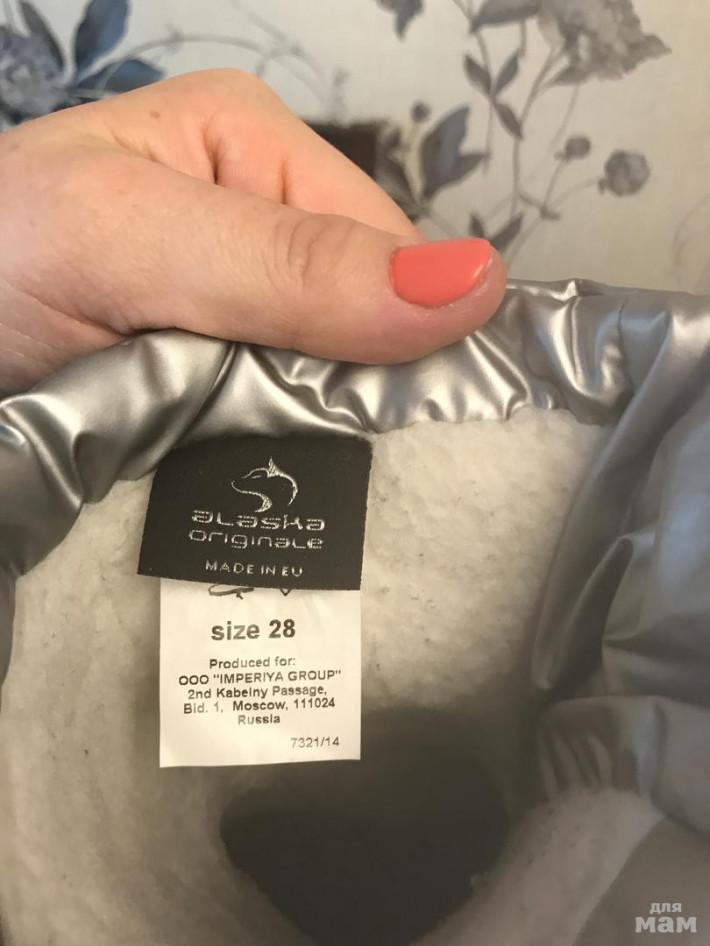 alaska
originale
MADE IN EU
size 28
Produced for:
OOO "IMPERIYA GROUP"
2nd Kabelny Passage,
Bld. 1, Moscow, 111024
Russia
7321/14
для
мам